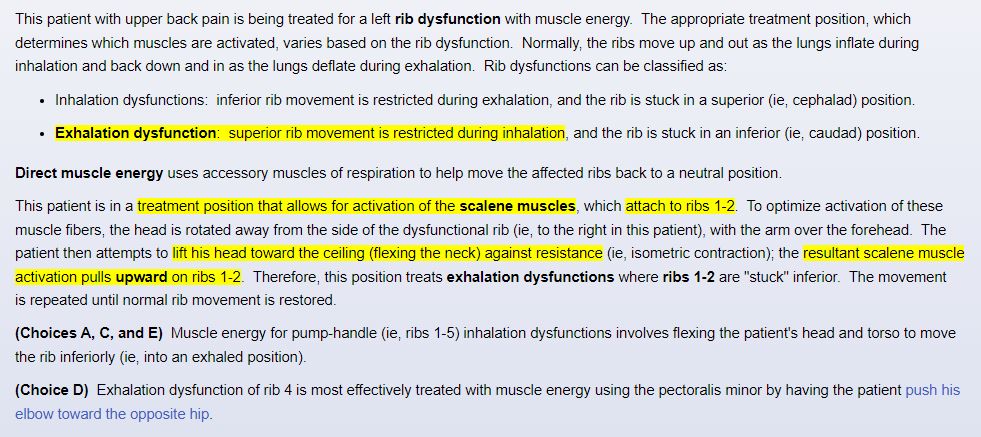 This patient with upper back pain is being treated for a left rib dysfunction with muscle energy.  The appropriate treatment position, which
determines which muscles are activated, varies based on the rib dysfunction.  Normally, the ribs move up and out as the lungs inflate during
inhalation and back down and in as the lungs deflate during exhalation.  Rib dysfunctions can be classified as:
• Inhalation dysfunctions:  inferior rib movement is restricted during exhalation, and the rib is stuck in a superior (ie, cephalad) position.
• Exhalation dysfunction:  superior rib movement is restricted during inhalation, and the rib is stuck in an inferior (ie, caudad) position.
Direct muscle energy uses accessory muscles of respiration to help move the affected ribs back to a neutral position.
This patient is in a treatment position that allows for activation of the scalene muscles, which attach to ribs 1-2.  To optimize activation of these
muscle fibers, the head is rotated away from the side of the dysfunctional rib (ie, to the right in this patient), with the arm over the forehead.  The
patient then attempts to lift his head toward the ceiling (flexing the neck) against resistance (ie, isometric contraction); the resultant scalene muscle
activation pulls upward on ribs 1-2.  Therefore, this position treats exhalation dysfunctions where ribs 1-2 are "stuck" inferior.  The movement
is repeated until normal rib movement is restored.
(Choices A, C, and E)  Muscle energy for pump-handle (ie, ribs 1-5) inhalation dysfunctions involves flexing the patient's head and torso to move
the rib inferiorly (ie, into an exhaled position).
(Choice D)  Exhalation dysfunction of rib 4 is most effectively treated with muscle energy using the pectoralis minor by having the patient push his
elbow toward the opposite hip.